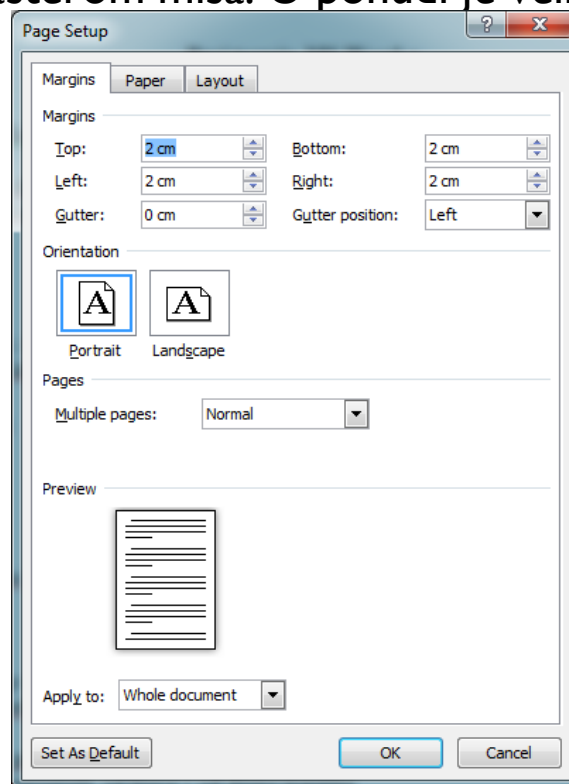 Page Setup
Margins Paper Layout
Margins
Top: 2 cm Bottom: 2 cm
Left: 2 cm Right: 2 cm
Gutter: 0 cm Gutter position: Left
Orientation
A A
Portrait Landscape
Pages
Multiple pages: Normal
Preview
Apply to: Whole document
Set As Default OK Cancel